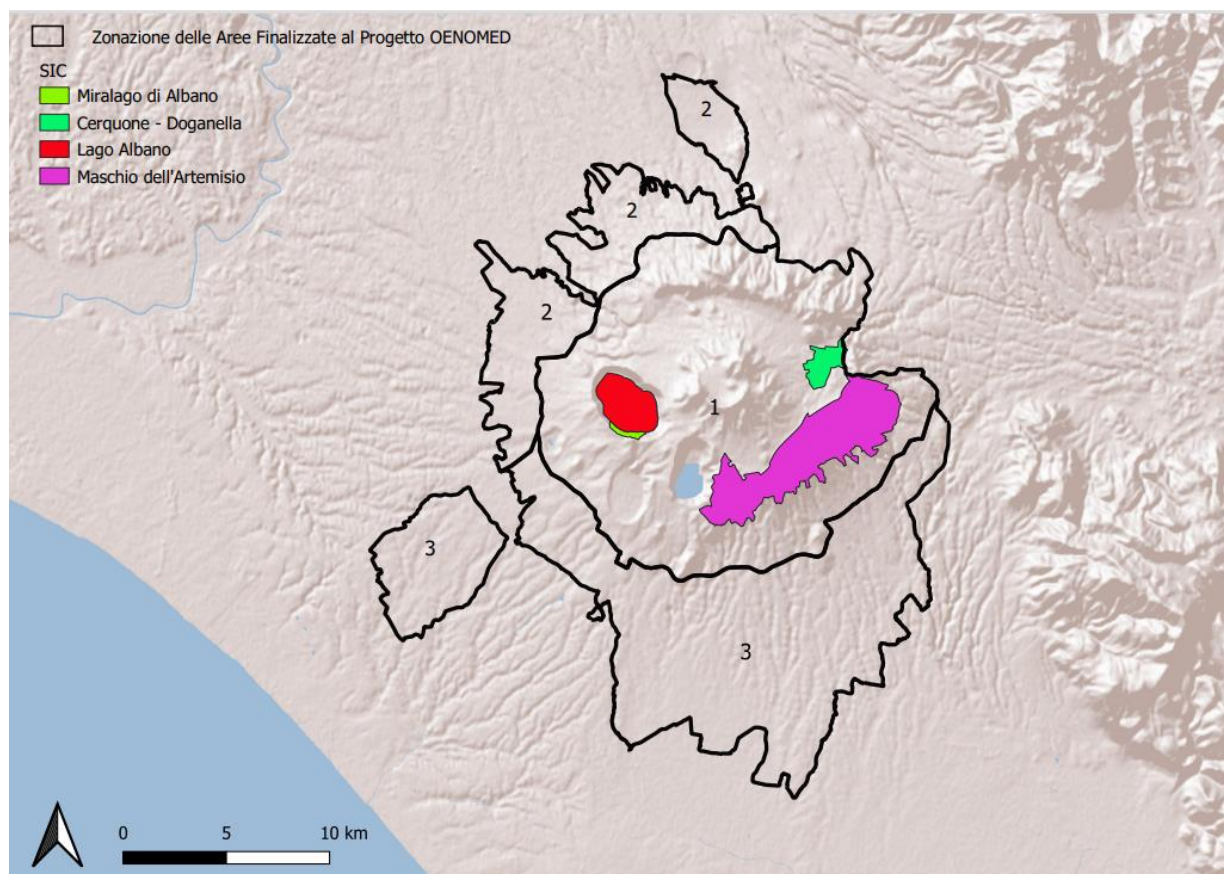 Zonazione delle Aree Finalizzate al Progetto OENOMED
SIC
Miralago di Albano
Cerquone - Doganella
Lago Albano
Maschio dell'Artemisio
2
2
2
1
3
3
0 5 10 km